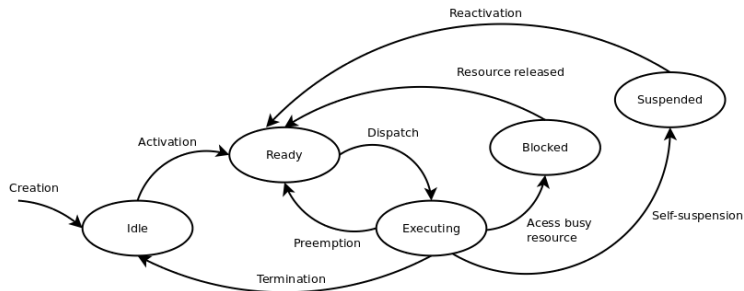 Reactivation
Resource released
Suspended
Activation
Dispatch
Ready
Blocked
Creation
Idle
Executing
Preemption
Acess busy
resource
Self-suspension
Termination